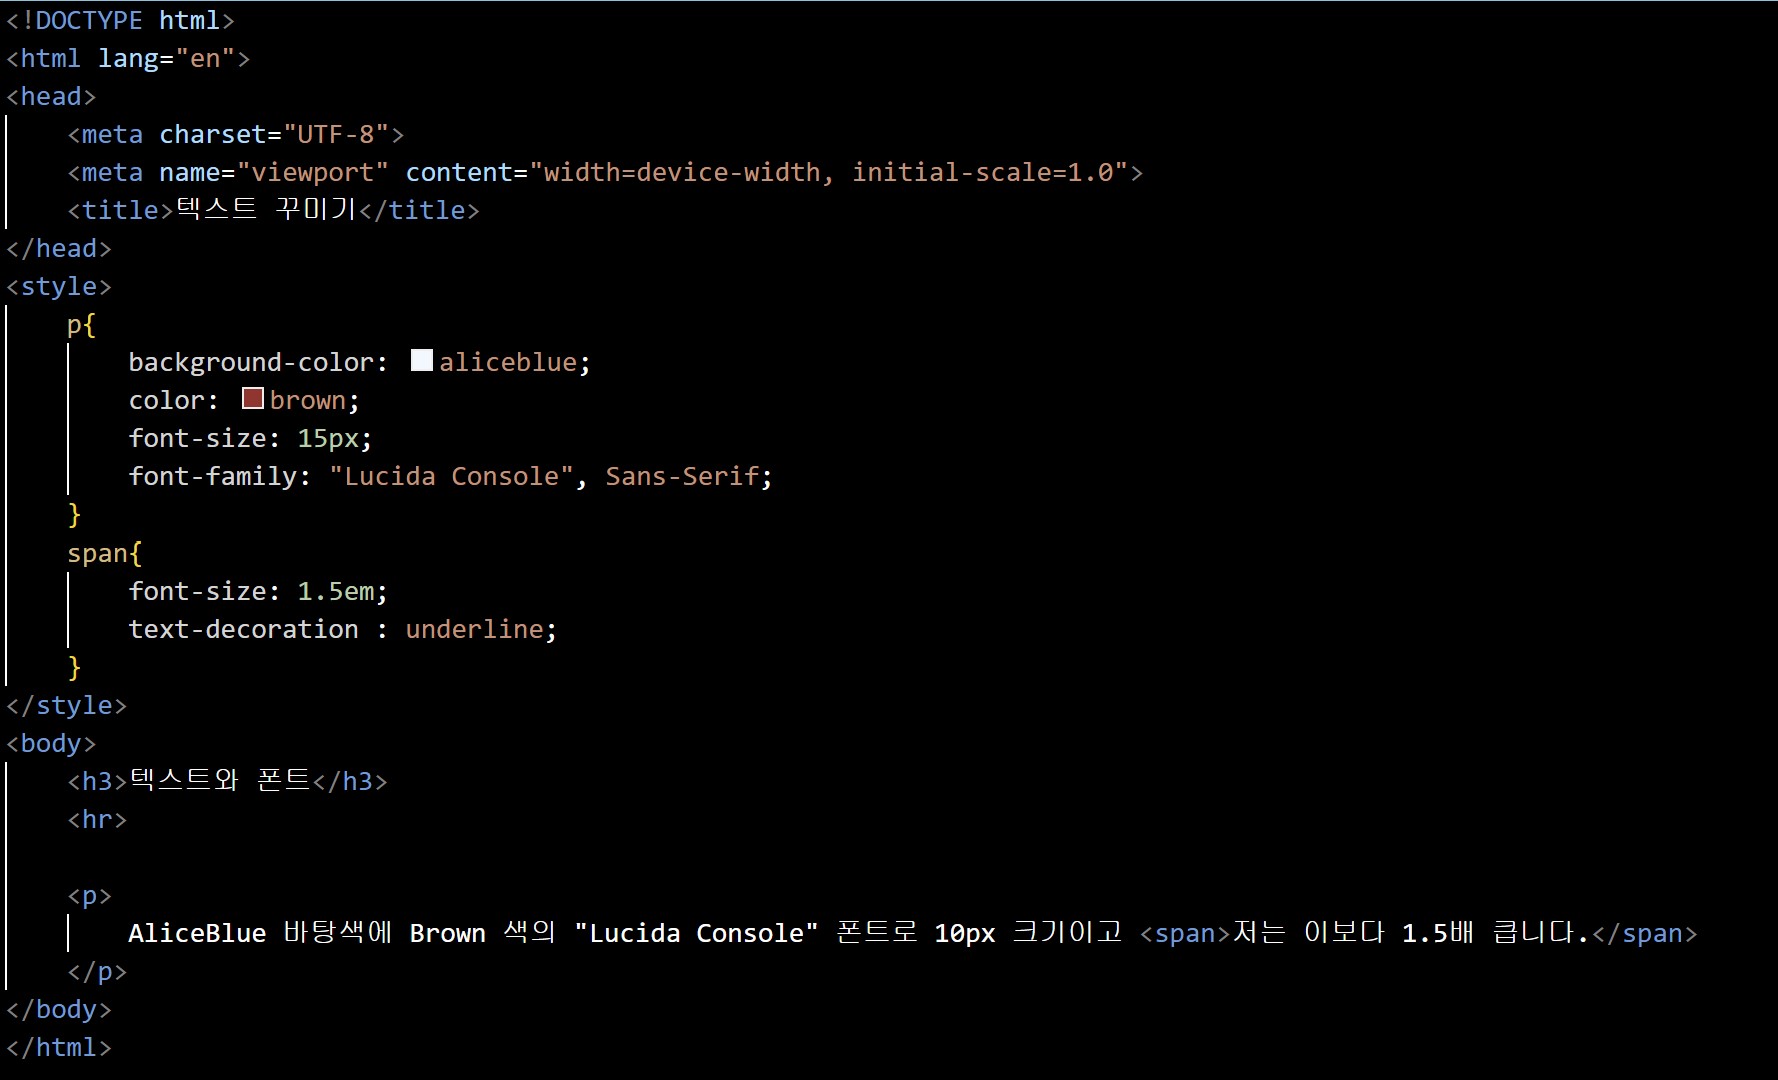 <!DOCTYPE html>
<html lang="en">
<head>
    <meta charset="UTF-8">
    <meta name="viewport" content="width=device-width, initial-scale=1.0">
    <title>텍스트 꾸미기</title>
</head>
<style>
    p{
        background-color: aliceblue;
        color: brown;
        font-size: 15px;
        font-family: "Lucida Console", Sans-Serif;
    }
    span{
        font-size: 1.5em;
        text-decoration : underline;
    }
</style>
<body>
    <h3>텍스트와 폰트</h3>
    <hr>

    <p>
        AliceBlue 바탕색에 Brown 색의 "Lucida Console" 폰트로 10px 크기이고 <span>저는 이보다 1.5배 큽니다.</span>
    </p>
</body>
</html>